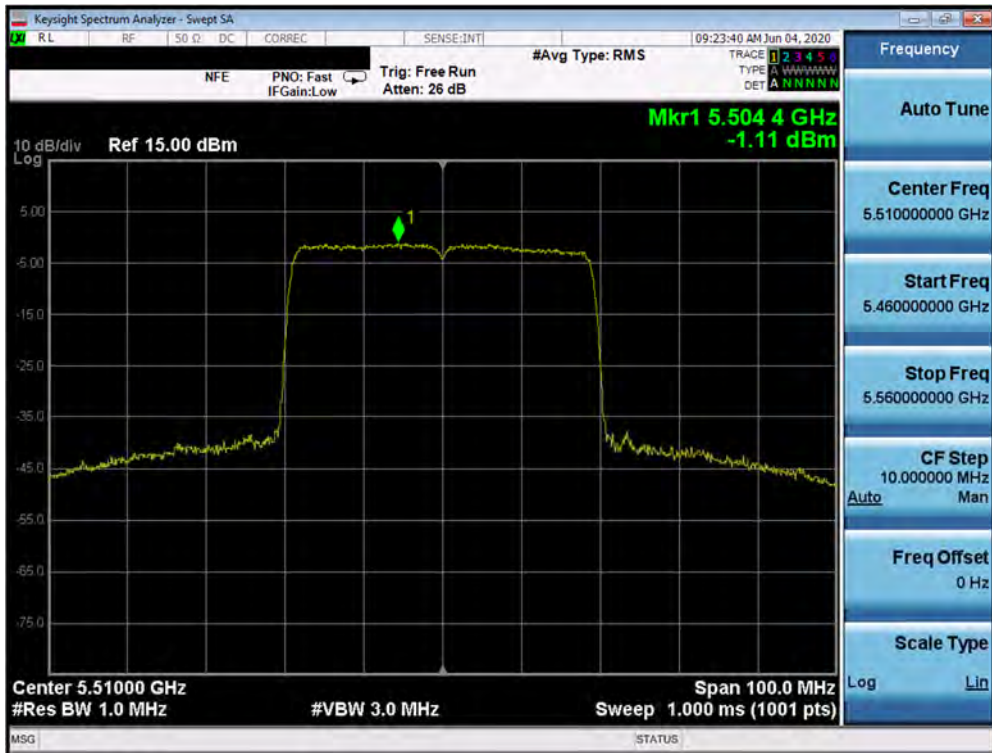 Keysight Spectrum Analyzer - Swept SA
LXI RL RF 50 Ω DC CORREC SENSE:INT 09:23:40 AM Jun 04, 2020
#Avg Type: RMS
TRACE 1 2 3 4 5 6
TYPE A WWWWW
DET A N N N N N
NFE PNO: Fast Trig: Free Run
IFGain:Low Atten: 26 dB
Mkr1 5.504 4 GHz
-1.11 dBm
10 dB/div Ref 15.00 dBm
Log
1
5.00
-5.00
-15.0
-25.0
-35.0
-45.0
-55.0
-65.0
-75.0
Center 5.51000 GHz Span 100.0 MHz
#Res BW 1.0 MHz #VBW 3.0 MHz Sweep 1.000 ms (1001 pts)
MSG STATUS
Frequency
Auto Tune
Center Freq
5.510000000 GHz
Start Freq
5.460000000 GHz
Stop Freq
5.560000000 GHz
CF Step
10.000000 MHz
Auto Man
Freq Offset
0 Hz
Scale Type
Log Lin